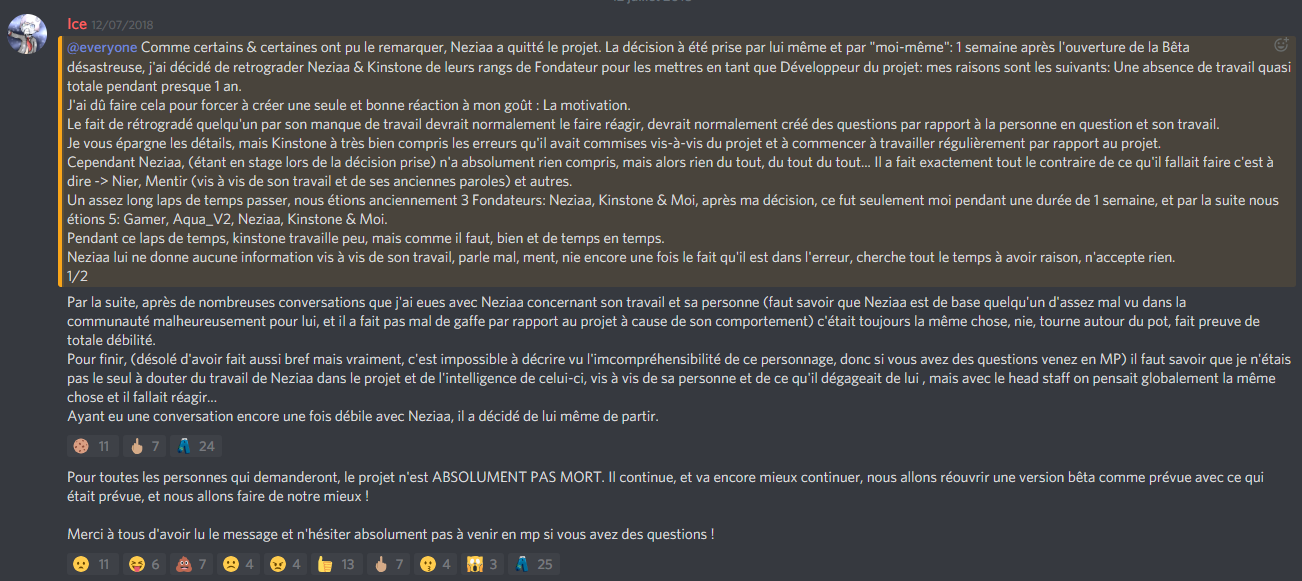 Ice 12/07/2018
@everyone Comme certains & certaines ont pu le remarquer, Neziaa a quitté le projet. La décision à été prise par lui même et par "moi-même": 1 semaine après l'ouverture de la Bêta
désastreuse, j'ai décidé de retrograder Neziaa & Kinstone de leurs rangs de Fondateur pour les mettres en tant que Développeur du projet: mes raisons sont les suivants: Une absence de travail quasi
totale pendant presque 1 an.
J'ai dû faire cela pour forcer à créer une seule et bonne réaction à mon goût : La motivation.
Le fait de rétrogradé quelqu'un par son manque de travail devrait normalement le faire réagir, devrait normalement créé des questions par rapport à la personne en question et son travail.
Je vous épargne les détails, mais Kinstone à très bien compris les erreurs qu'il avait commises vis-à-vis du projet et à commencer à travailler régulièrement par rapport au projet.
Cependant Neziaa, (étant en stage lors de la décision prise) n'a absolument rien compris, mais alors rien du tout, du tout du tout... Il a fait exactement tout le contraire de ce qu'il fallait faire c'est à
dire -> Nier, Mentir (vis à vis de son travail et de ses anciennes paroles) et autres.
Un assez long laps de temps passer, nous étions anciennement 3 Fondateurs: Neziaa, Kinstone & Moi, après ma décision, ce fut seulement moi pendant une durée de 1 semaine, et par la suite nous
étions 5: Gamer, Aqua_V2, Neziaa, Kinstone & Moi.
Pendant ce laps de temps, kinstone travaille peu, mais comme il faut, bien et de temps en temps.
Neziaa lui ne donne aucune information vis à vis de son travail, parle mal, ment, nie encore une fois le fait qu'il est dans l'erreur, cherche tout le temps à avoir raison, n'accepte rien.
1/2
Par la suite, après de nombreuses conversations que j'ai eues avec Neziaa concernant son travail et sa personne (faut savoir que Neziaa est de base quelqu'un d'assez mal vu dans la
communauté malheureusement pour lui, et il a fait pas mal de gaffe par rapport au projet à cause de son comportement) c'était toujours la même chose, nie, tourne autour du pot, fait preuve de
totale débilité.
Pour finir, (désolé d'avoir fait aussi bref mais vraiment, c'est impossible à décrire vu l'imcompréhensibilité de ce personnage, donc si vous avez des questions venez en MP) il faut savoir que je n'étais
pas le seul à douter du travail de Neziaa dans le projet et de l'intelligence de celui-ci, vis à vis de sa personne et de ce qu'il dégageait de lui , mais avec le head staff on pensait globalement la même
chose et il fallait réagir...
Ayant eu une conversation encore une fois débile avec Neziaa, il a décidé de lui même de partir.
11 7 24
Pour toutes les personnes qui demanderont, le projet n'est ABSOLUMENT PAS MORT. Il continue, et va encore mieux continuer, nous allons réouvrir une version bêta comme prévue avec ce qui
était prévue, et nous allons faire de notre mieux !
Merci à tous d'avoir lu le message et n'hésiter absolument pas à venir en mp si vous avez des questions !
11 6 7 4 4 13 7 4 3 25